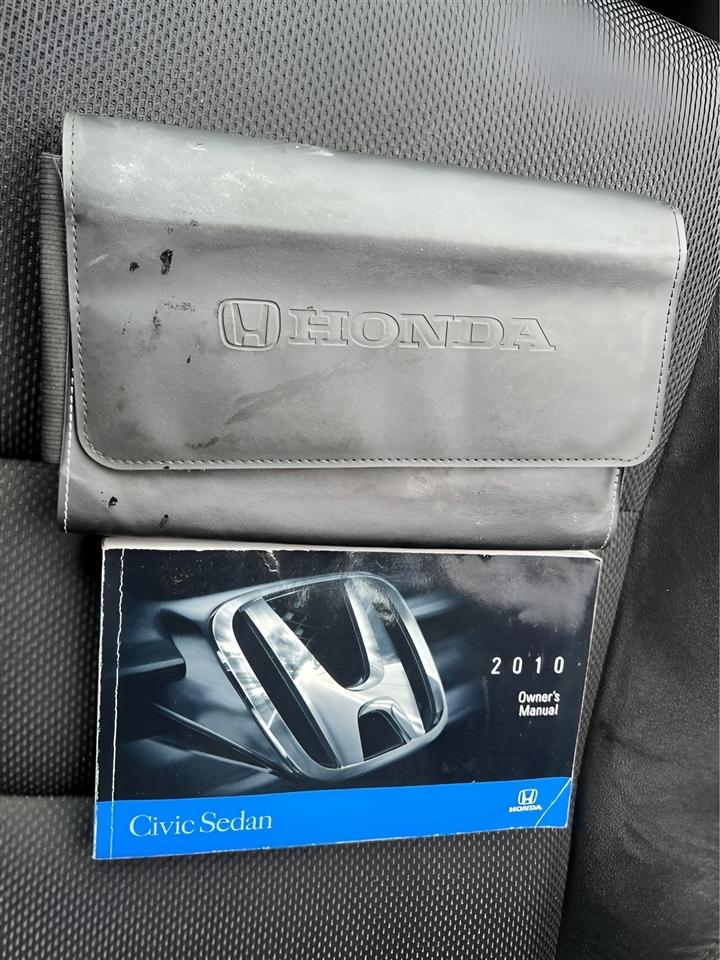 HONDA
2010
Owner's
Manual
HONDA
Civic Sedan